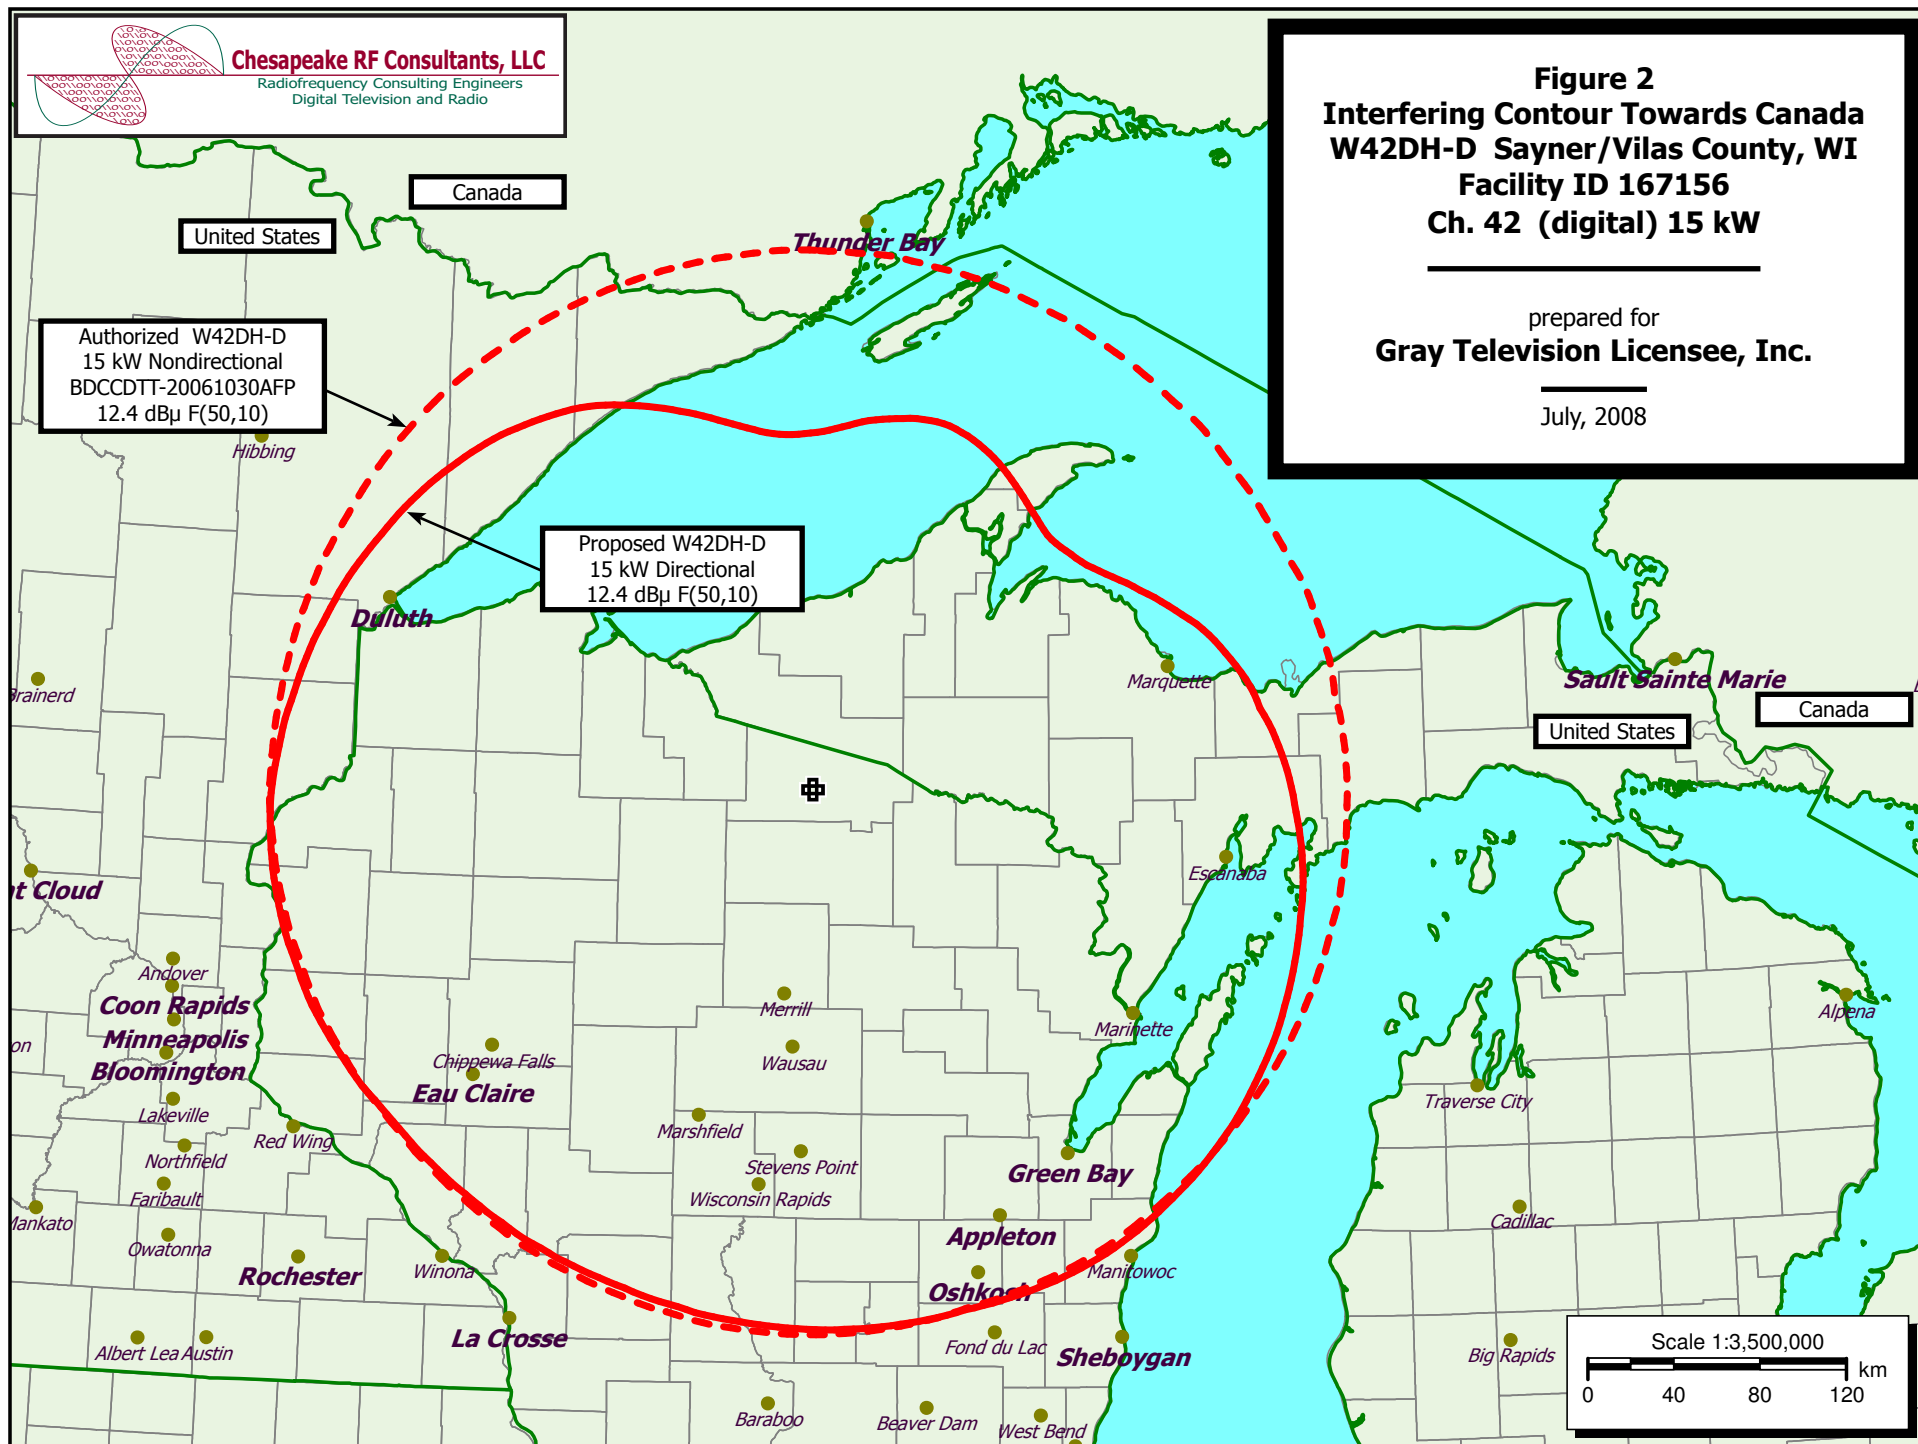 Chesapeake RF Consultants, LLC
Radiofrequency Consulting Engineers
Digital Television and Radio
Figure 2
Interfering Contour Towards Canada
W42DH-D Sayner/Vilas County, WI
Facility ID 167156
Ch. 42 (digital) 15 kW
prepared for
Gray Television Licensee, Inc.
July, 2008
Canada
United States
Thunder Bay
Authorized W42DH-D
15 kW Nondirectional
BDCCDTT-20061030AFP
12.4 dBµ F(50,10)
Hibbing
Proposed W42DH-D
15 kW Directional
12.4 dBµ F(50,10)
Duluth
Brainerd
Marquette
Sault Sainte Marie
Canada
United States
Escanaba
nt Cloud
Andover
Coon Rapids
Minneapolis
on
Bloomington
Lakeville
Red Wing
Northfield
Faribault
Mankato
Owatonna
Rochester
Winona
Albert Lea
Austin
La Crosse
Chippewa Falls
Eau Claire
Merrill
Wausau
Marshfield
Stevens Point
Wisconsin Rapids
Marinette
Green Bay
Appleton
Oshkosh
Manitowoc
Fond du Lac
Sheboygan
Baraboo
Beaver Dam
West Bend
Alpena
Traverse City
Cadillac
Big Rapids
Scale 1:3,500,000
km
0 40 80 120